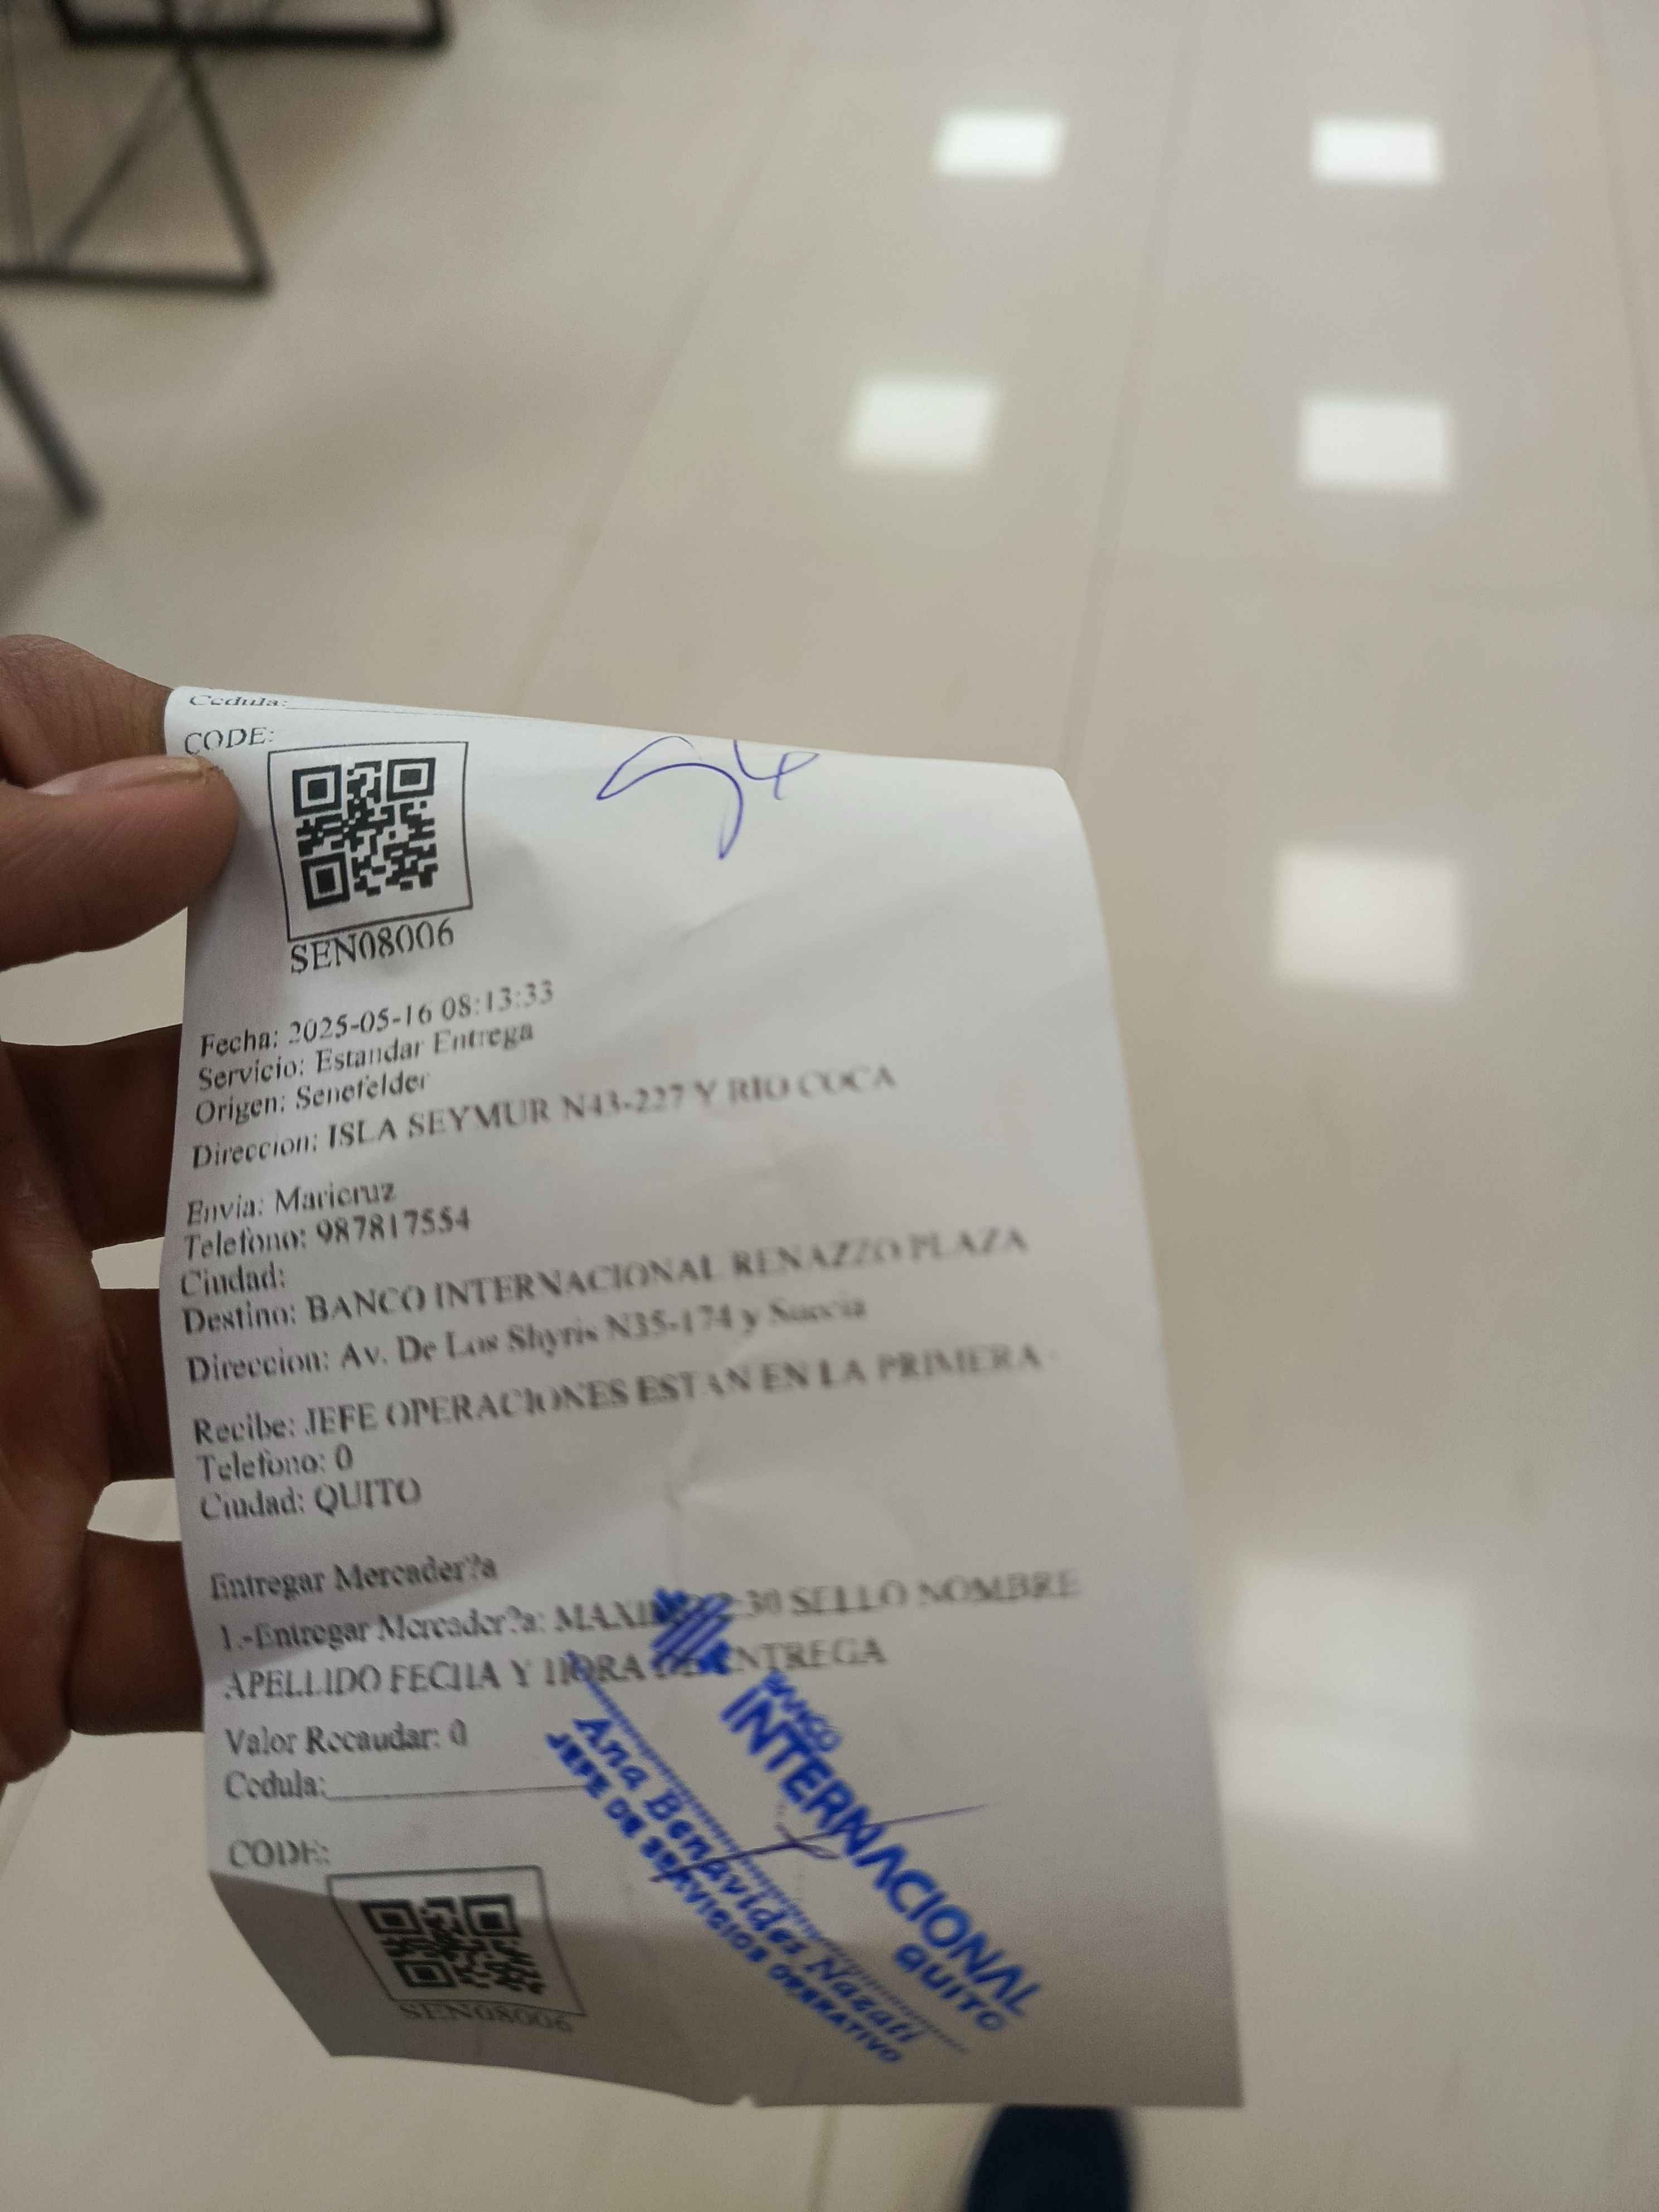 Cedula:
CODE:
SEN08006
Fecha: 2025-05-16 08:13:33
Servicio: Estandar Entrega
Origen: Senefelder
Direccion: ISLA SEYMUR N43-227 Y RIO COCA
Envia: Maricruz
Telefono: 987817554
Ciudad:
Destino: BANCO INTERNACIONAL RENAZZO PLAZA
Direccion: Av. De Los Shyris N35-174 y Suecia
Recibe: JEFE OPERACIONES ESTAN EN LA PRIMERA
Telefono: 0
Ciudad: QUITO
Entregar Mercader?a
1.-Entregar Mercader?a: :30 SELLO NOMBRE
APELLIDO FECHA Y HORA DE ENTREGA
Valor Recaudar: 0
Cedula:
CODE:
SEN08006
BANCO
INTERNACIONAL
QUITO
Ana Benavides Nazati
JEFE DE SERVICIOS OPERATIVO